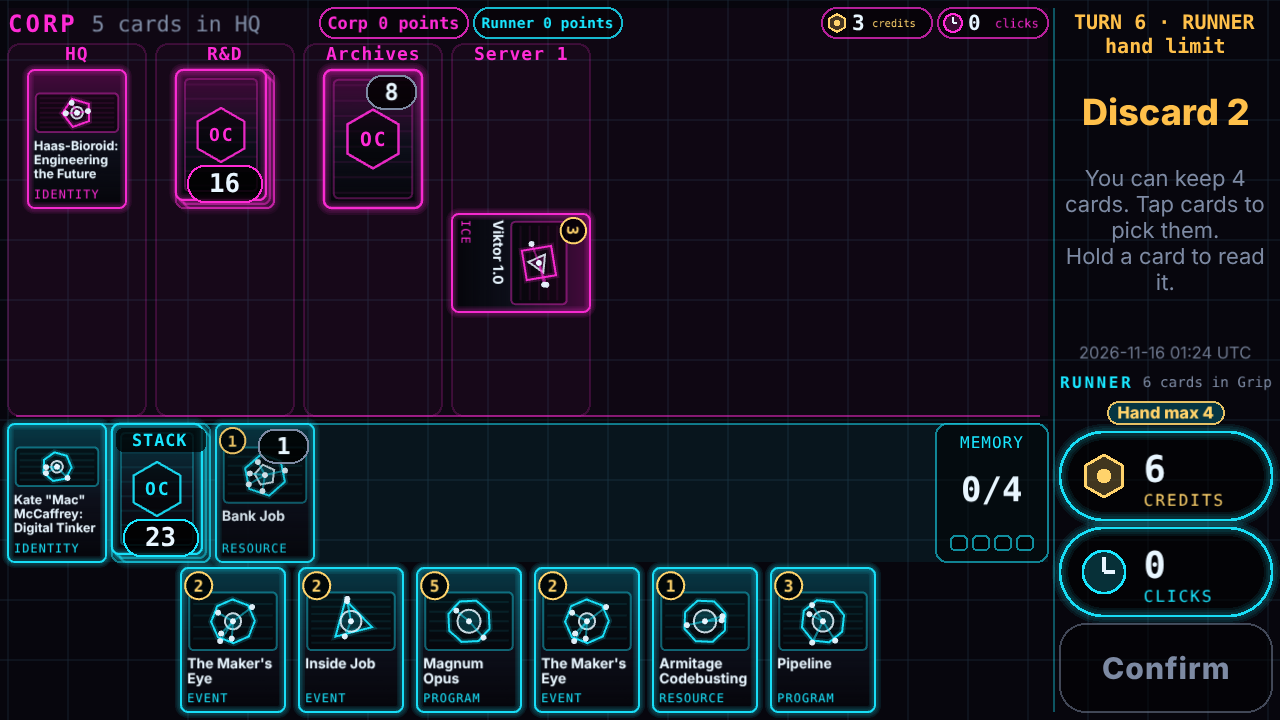 CORP 5 cards in HQ
Corp 0 points
Runner 0 points
3 credits
0 clicks
HQ
R&D
Archives
Server 1
Haas-Bioroid:
Engineering
the Future
IDENTITY
OC
16
8
OC
ICE
Viktor 1.0
3
TURN 6 · RUNNER
hand limit
Discard 2
You can keep 4
cards. Tap cards to
pick them.
Hold a card to read
it.
2026-11-16 01:24 UTC
RUNNER 6 cards in Grip
Hand max 4
6
CREDITS
0
CLICKS
Confirm
Kate "Mac"
McCaffrey:
Digital Tinker
IDENTITY
STACK
OC
23
1
1
Bank Job
RESOURCE
MEMORY
0/4
2
The Maker's
Eye
EVENT
2
Inside Job
EVENT
5
Magnum
Opus
PROGRAM
2
The Maker's
Eye
EVENT
1
Armitage
Codebusting
RESOURCE
3
Pipeline
PROGRAM